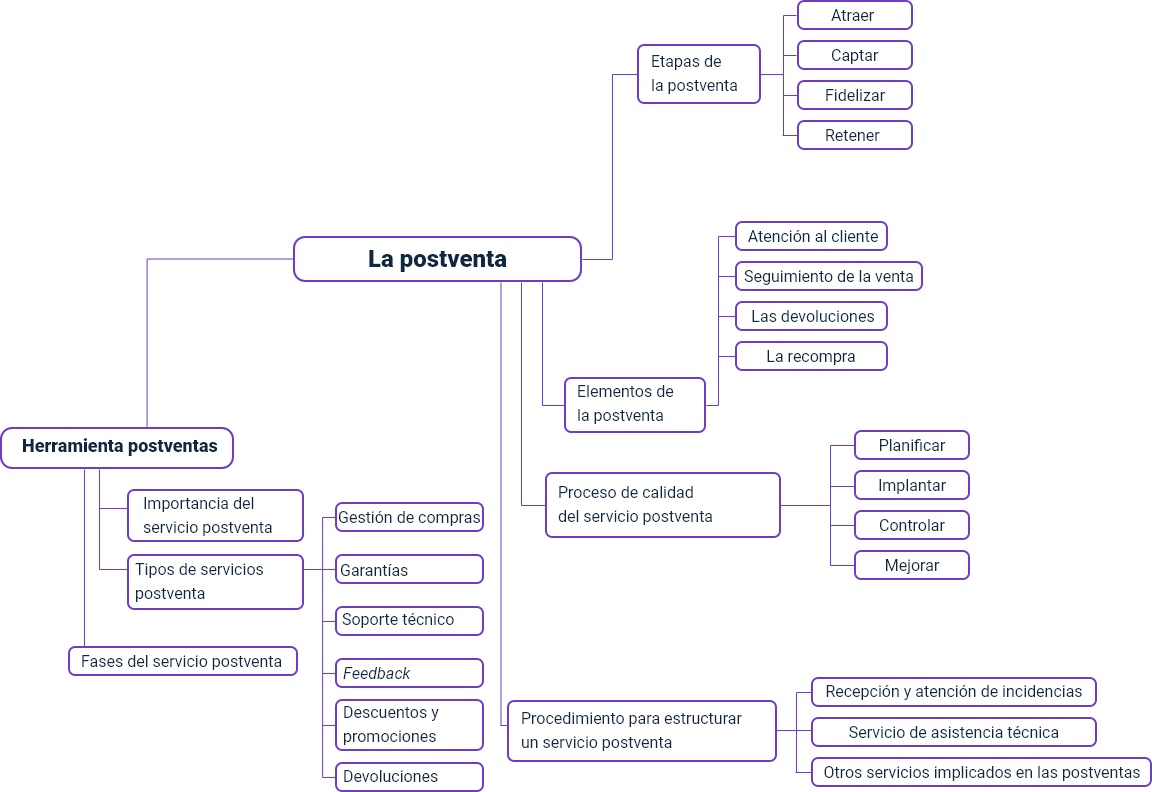 La postventa
Etapas de
la postventa
Atraer
Captar
Fidelizar
Retener
Elementos de
la postventa
Atención al cliente
Seguimiento de la venta
Las devoluciones
La recompra
Proceso de calidad
del servicio postventa
Planificar
Implantar
Controlar
Mejorar
Procedimiento para estructurar
un servicio postventa
Recepción y atención de incidencias
Servicio de asistencia técnica
Otros servicios implicados en las postventas
Herramienta postventas
Importancia del
servicio postventa
Tipos de servicios
postventa
Gestión de compras
Garantías
Soporte técnico
Feedback
Descuentos y
promociones
Devoluciones
Fases del servicio postventa